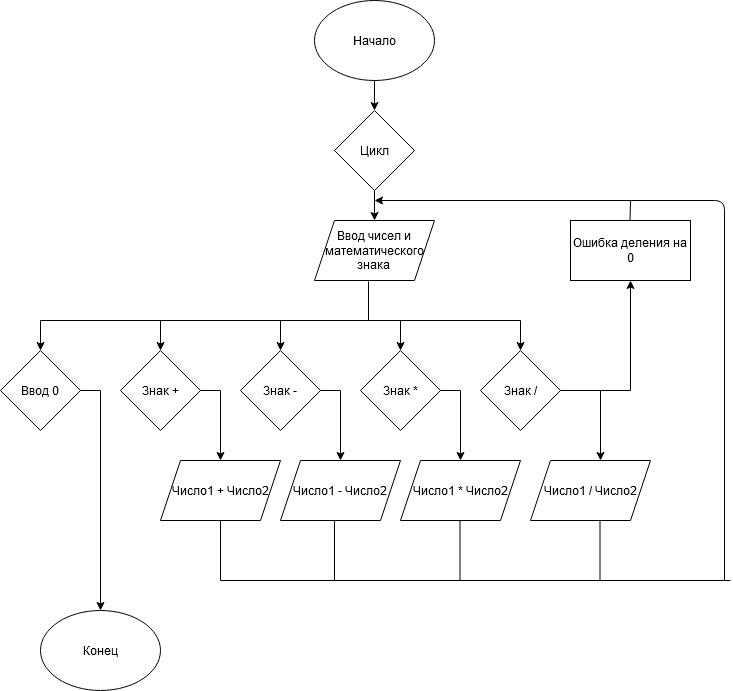 Начало
Цикл
Ввод чисел и
математического
знака
Ошибка деления на
0
Ввод 0
Знак +
Знак -
Знак *
Знак /
Число1 + Число2
Число1 - Число2
Число1 * Число2
Число1 / Число2
Конец